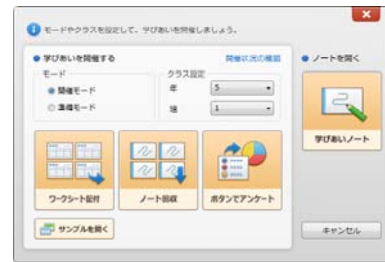 モードやクラスを設定して、学びあいを開催しましょう。
学びあいを開催する
開催状況の確認
モード
開催モード
準備モード
クラス設定
年
5
組
1
ワークシート配付
ノート回収
ボタンでアンケート
サンプルを開く
ノートを開く
学びあいノート
キャンセル